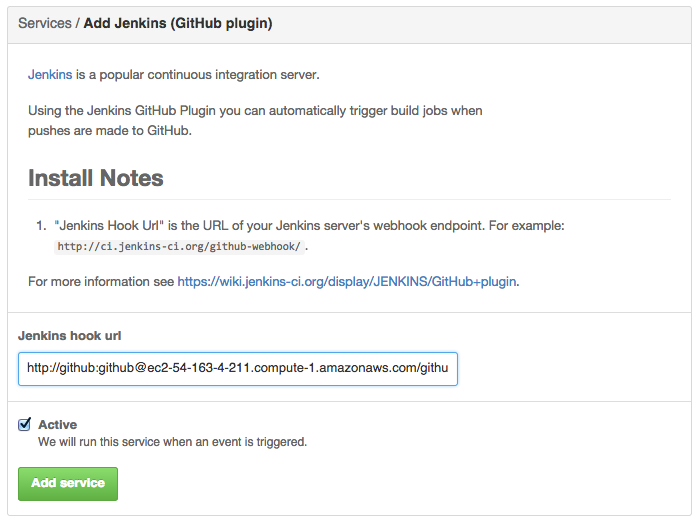 Services / Add Jenkins (GitHub plugin)
Jenkins is a popular continuous integration server.
Using the Jenkins GitHub Plugin you can automatically trigger build jobs when
pushes are made to GitHub.
Install Notes
1. "Jenkins Hook Url" is the URL of your Jenkins server's webhook endpoint. For example:
http://ci.jenkins-ci.org/github-webhook/ .
For more information see https://wiki.jenkins-ci.org/display/JENKINS/GitHub+plugin.
Jenkins hook url
http://github:github@ec2-54-163-4-211.compute-1.amazonaws.com/githu
Active
We will run this service when an event is triggered.
Add service